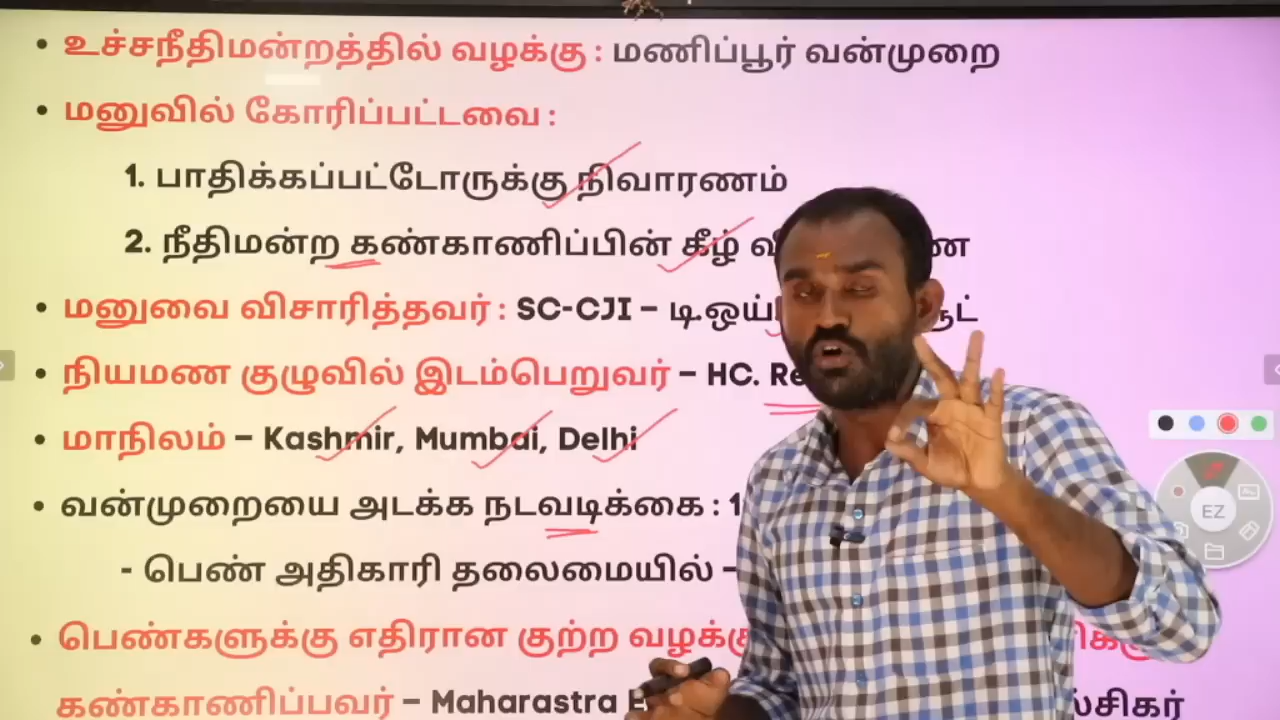 • உச்சநீதிமன்றத்தில் வழக்கு : மணிப்பூர் வன்முறை
• மனுவில் கோரிப்பட்டவை :
1. பாதிக்கப்பட்டோருக்கு நிவாரணம்
2. நீதிமன்ற கண்காணிப்பின் கீழ்
• மனுவை விசாரித்தவர் : SC-CJI – டி.ஒய்
• நியமண குழுவில் இடம்பெறுவர் – HC.
• மாநிலம் – Kashmir, Mumbai, Delhi
• வன்முறையை அடக்க நடவடிக்கை :
- பெண் அதிகாரி தலைமையில் –
• பெண்களுக்கு எதிரான குற்ற வழக்கு
கண்காணிப்பவர் – Maharastra
EZ